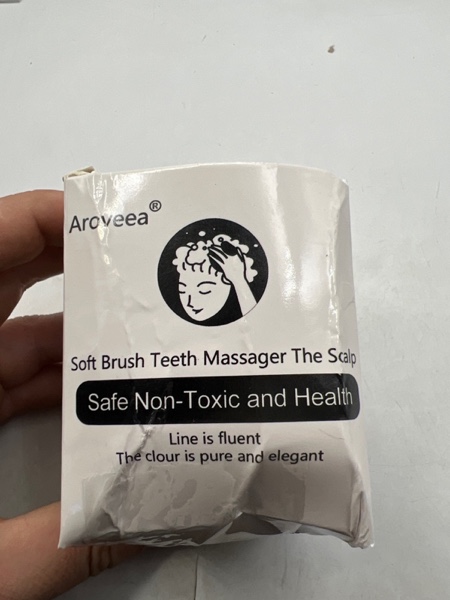 Aroveea®
Soft Brush Teeth Massager The Scalp
Safe Non-Toxic and Health
Line is fluent
The clour is pure and elegant